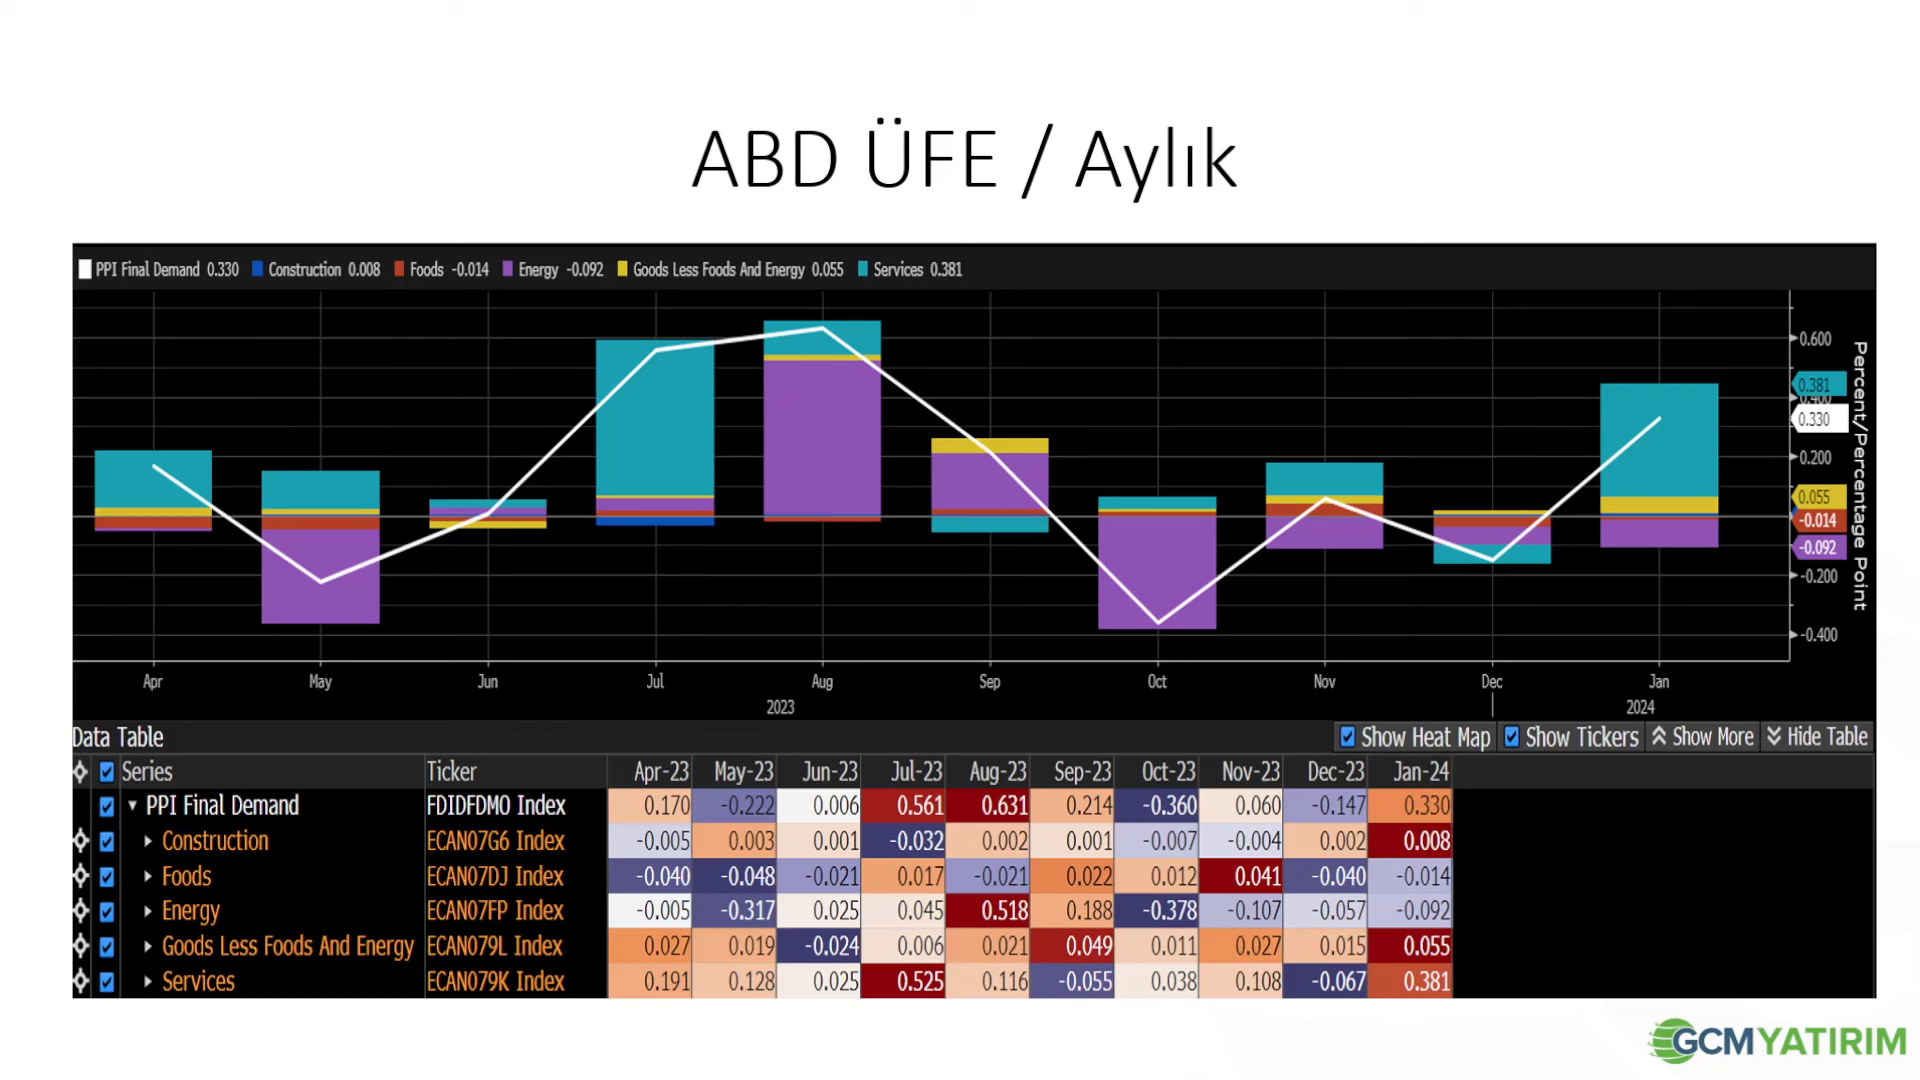 ABD ÜFE / Aylık
PPI Final Demand 0.330 Construction 0.008 Foods -0.014 Energy -0.092 Goods Less Foods And Energy 0.055 Services 0.381
0.600
0.381
0.400
0.330
0.200
0.055
-0.014
-0.092
-0.200
-0.400
Percent/Percentage Point
Apr May Jun Jul Aug Sep Oct Nov Dec Jan
2023 2024
Data Table Show Heat Map Show Tickers Show More Hide Table
Series Ticker Apr-23 May-23 Jun-23 Jul-23 Aug-23 Sep-23 Oct-23 Nov-23 Dec-23 Jan-24
PPI Final Demand FDIDFDMO Index 0.170 -0.222 0.006 0.561 0.631 0.214 -0.360 0.060 -0.147 0.330
Construction ECAN07G6 Index -0.005 0.003 0.001 -0.032 0.002 0.001 -0.007 -0.004 0.002 0.008
Foods ECAN07DJ Index -0.040 -0.048 -0.021 0.017 -0.021 0.022 0.012 0.041 -0.040 -0.014
Energy ECAN07FP Index -0.005 -0.317 0.025 0.045 0.518 0.188 -0.378 -0.107 -0.057 -0.092
Goods Less Foods And Energy ECAN079L Index 0.027 0.019 -0.024 0.006 0.021 0.049 0.011 0.027 0.015 0.055
Services ECAN079K Index 0.191 0.128 0.025 0.525 0.116 -0.055 0.038 0.108 -0.067 0.381
GCMYATIRIM